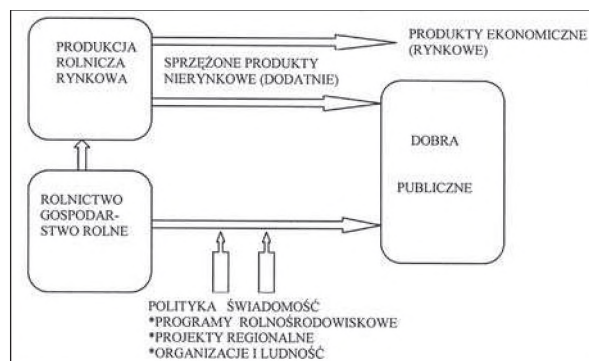 PRODUKCJA
ROLNICZA
RYNKOWA
PRODUKTY EKONOMICZNE
(RYNKOWE)
SPRZĘŻONE PRODUKTY
NIERYNKOWE (DODATNIE)
DOBRA
PUBLICZNE
ROLNICTWO
GOSPODAR-
STWO ROLNE
POLITYKA ŚWIADOMOŚĆ
*PROGRAMY ROLNOŚRODOWISKOWE
*PROJEKTY REGIONALNE
*ORGANIZACJE I LUDNOŚĆ